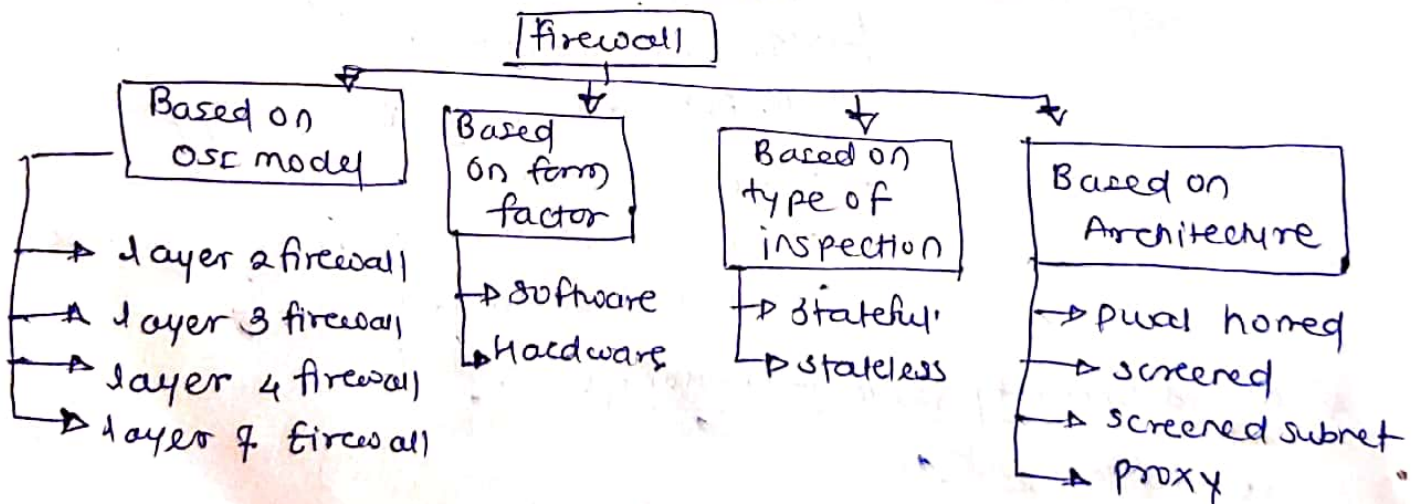 firewall
Based on
OSI model
layer 2 firewall
layer 3 firewall
layer 4 firewall
layer 7 firewall
Based
on form
factor
software
Hardware
Based on
type of
inspection
stateful
stateless
Based on
Architecture
Dual homed
screened
screened subnet
proxy